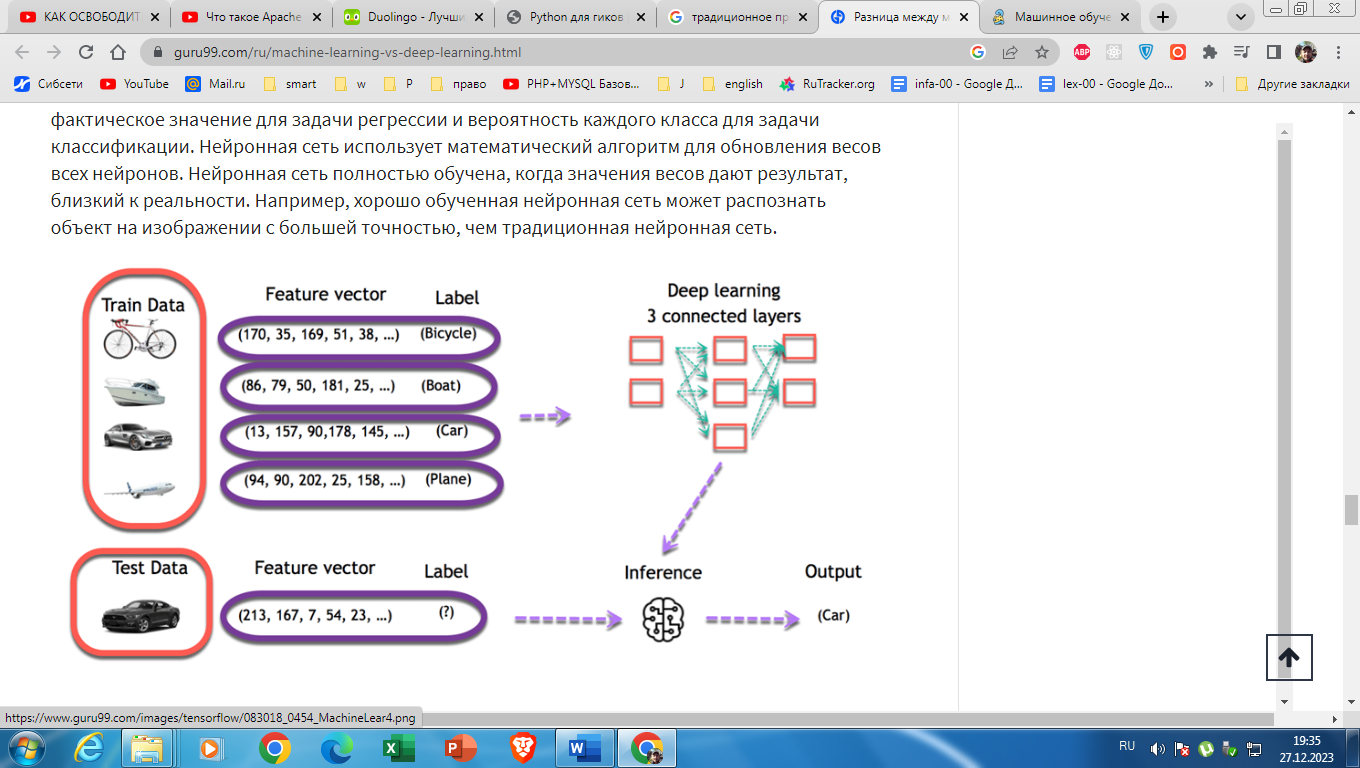 КАК ОСВОБОДИТ
Что такое Apache
Duolingo - Лучши
Python для гиков
традиционное пр
Разница между м
Машинное обуче
guru99.com/ru/machine-learning-vs-deep-learning.html
ABP
Сибсети
YouTube
Mail.ru
smart
w
P
право
PHP+MYSQL Базов...
J
english
RuTracker.org
infa-00 - Google Д...
lex-00 - Google До...
»
Другие закладки
фактическое значение для задачи регрессии и вероятность каждого класса для задачи
классификации. Нейронная сеть использует математический алгоритм для обновления весов
всех нейронов. Нейронная сеть полностью обучена, когда значения весов дают результат,
близкий к реальности. Например, хорошо обученная нейронная сеть может распознать
объект на изображении с большей точностью, чем традиционная нейронная сеть.
Train Data
Feature vector
Label
(170, 35, 169, 51, 38, ...) (Bicycle)
(86, 79, 50, 181, 25, ...) (Boat)
(13, 157, 90,178, 145, ...) (Car)
(94, 90, 202, 25, 158, ...) (Plane)
Deep learning
3 connected layers
Test Data
Feature vector
Label
(213, 167, 7, 54, 23, ...) (?)
Inference
Output
(Car)
https://www.guru99.com/images/tensorflow/083018_0454_MachineLear4.png
RU
19:35
27.12.2023